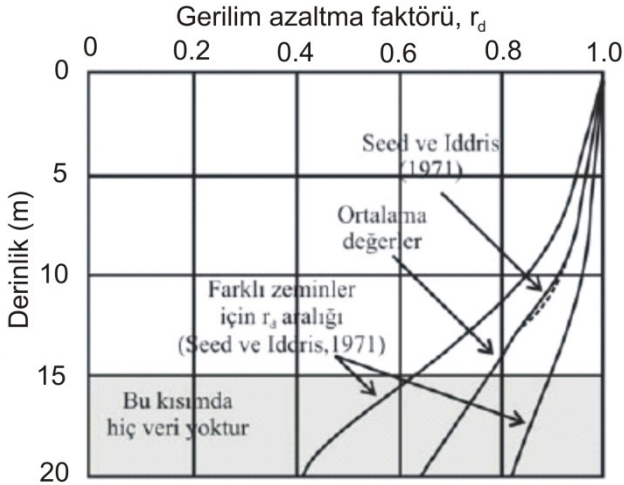 Gerilim azaltma faktörü, r_d
0 0.2 0.4 0.6 0.8 1.0
0
5
10
15
20
Derinlik (m)
Seed ve Iddris
(1971)
Ortalama
değerler
Farklı zeminler
için r_d aralığı
(Seed ve Iddris,1971)
Bu kısımda
hiç veri yoktur